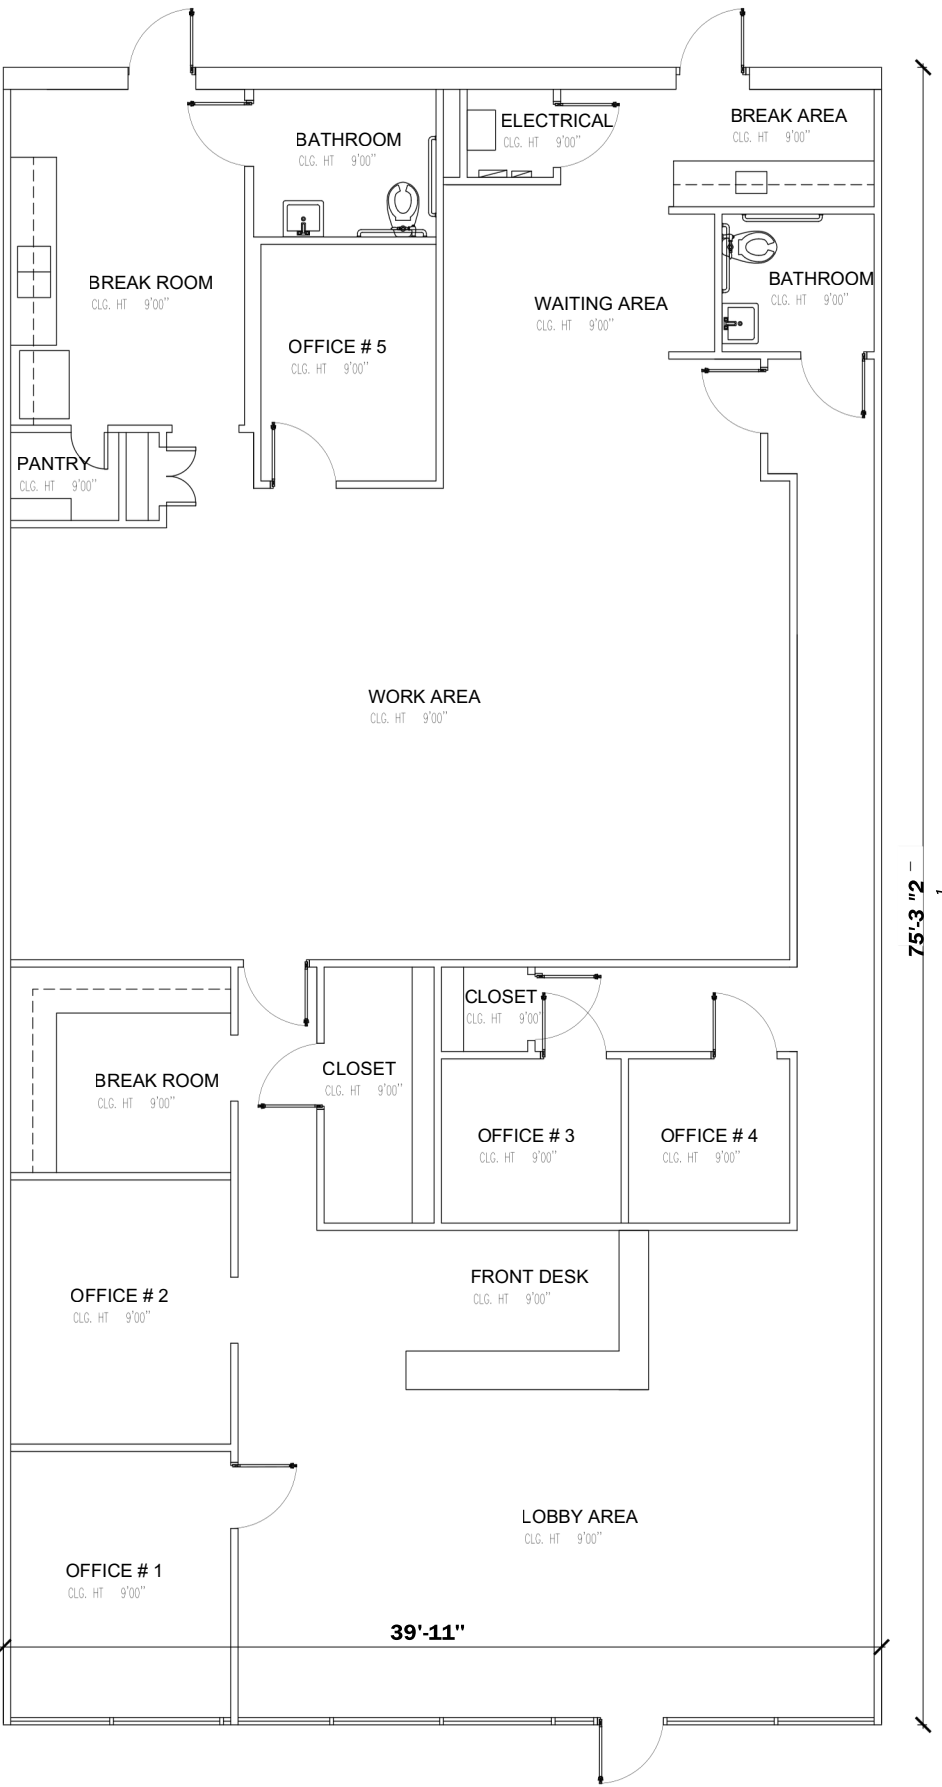 BATHROOM
CLG. HT 9'00"
ELECTRICAL
CLG. HT 9'00"
BREAK AREA
CLG. HT 9'00"
BREAK ROOM
CLG. HT 9'00"
WAITING AREA
CLG. HT 9'00"
BATHROOM
CLG. HT 9'00"
OFFICE # 5
CLG. HT 9'00"
PANTRY
CLG. HT 9'00"
WORK AREA
CLG. HT 9'00"
75'-3 "2
1
CLOSET
CLG. HT 9'00"
BREAK ROOM
CLG. HT 9'00"
CLOSET
CLG. HT 9'00"
OFFICE # 3
CLG. HT 9'00"
OFFICE # 4
CLG. HT 9'00"
FRONT DESK
CLG. HT 9'00"
OFFICE # 2
CLG. HT 9'00"
LOBBY AREA
CLG. HT 9'00"
OFFICE # 1
CLG. HT 9'00"
39'-11"